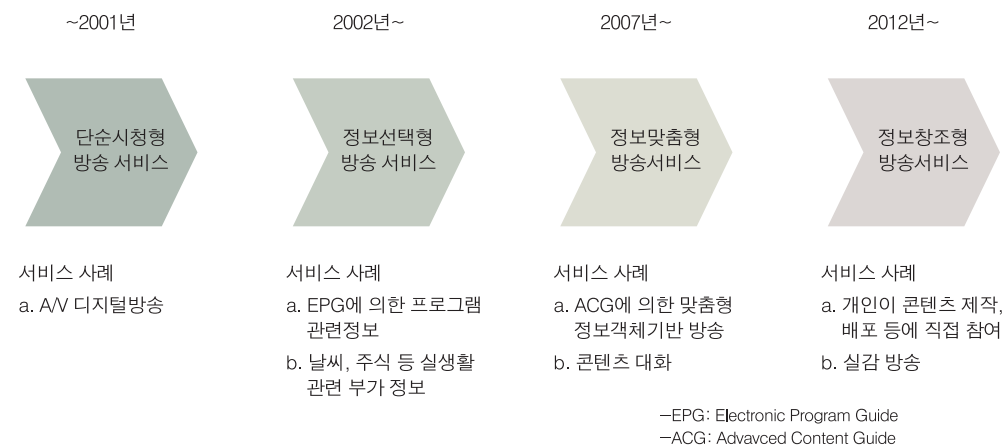 ~2001년
2002년~
2007년~
2012년~
단순시청형
방송 서비스
정보선택형
방송 서비스
정보맞춤형
방송서비스
정보창조형
방송서비스
서비스 사례
a. A/V 디지털방송
서비스 사례
a. EPG에 의한 프로그램
관련정보
b. 날씨, 주식 등 실생활
관련 부가 정보
서비스 사례
a. ACG에 의한 맞춤형
정보객체기반 방송
b. 콘텐츠 대화
서비스 사례
a. 개인이 콘텐츠 제작,
배포 등에 직접 참여
b. 실감 방송
−EPG: Electronic Program Guide
−ACG: Advavced Content Guide